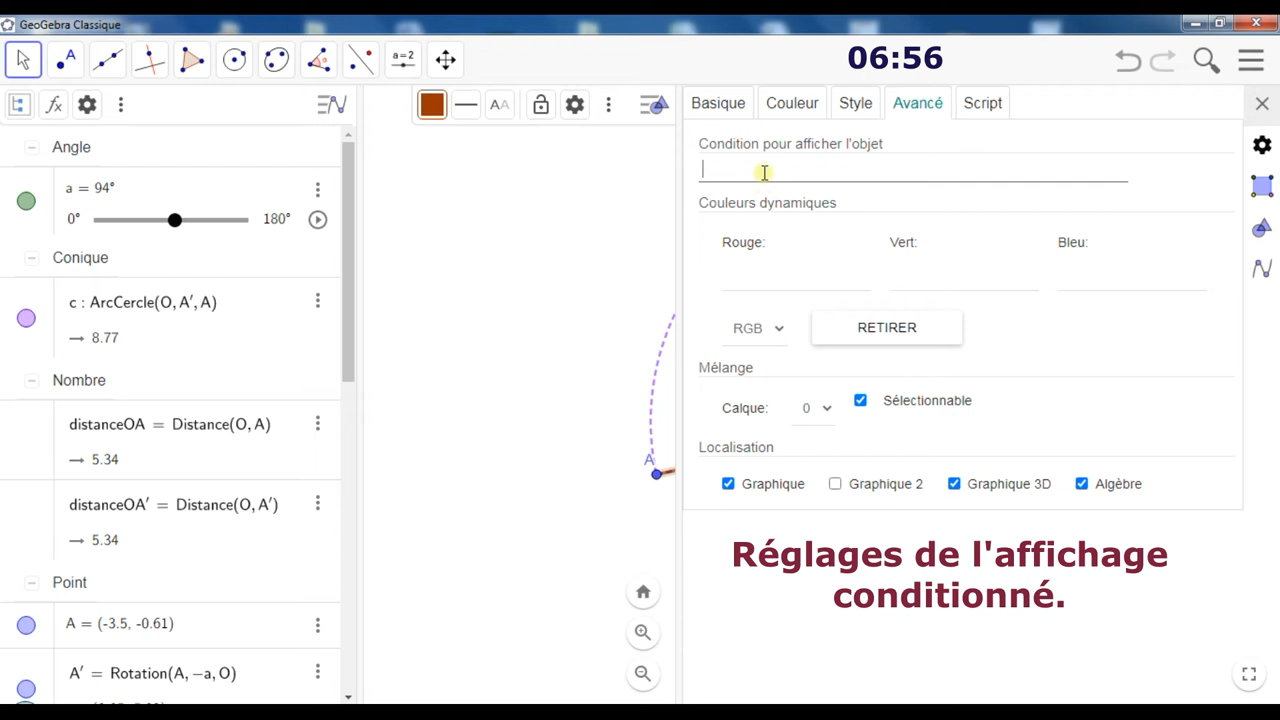 GeoGebra Classique
06:56
a=2
A
AA
Angle
a = 94°
0° 180°
Conique
c : ArcCercle(O, A′, A)
→ 8.77
Nombre
distanceOA = Distance(O, A)
→ 5.34
distanceOA′ = Distance(O, A′)
→ 5.34
Point
A = (-3.5, -0.61)
A′ = Rotation(A, −a, O)
A
Basique Couleur Style Avancé Script
Condition pour afficher l'objet
Couleurs dynamiques
Rouge: Vert: Bleu:
RGB RETIRER
Mélange
Calque: 0 Sélectionnable
Localisation
Graphique Graphique 2 Graphique 3D Algèbre
Réglages de l'affichage
conditionné.